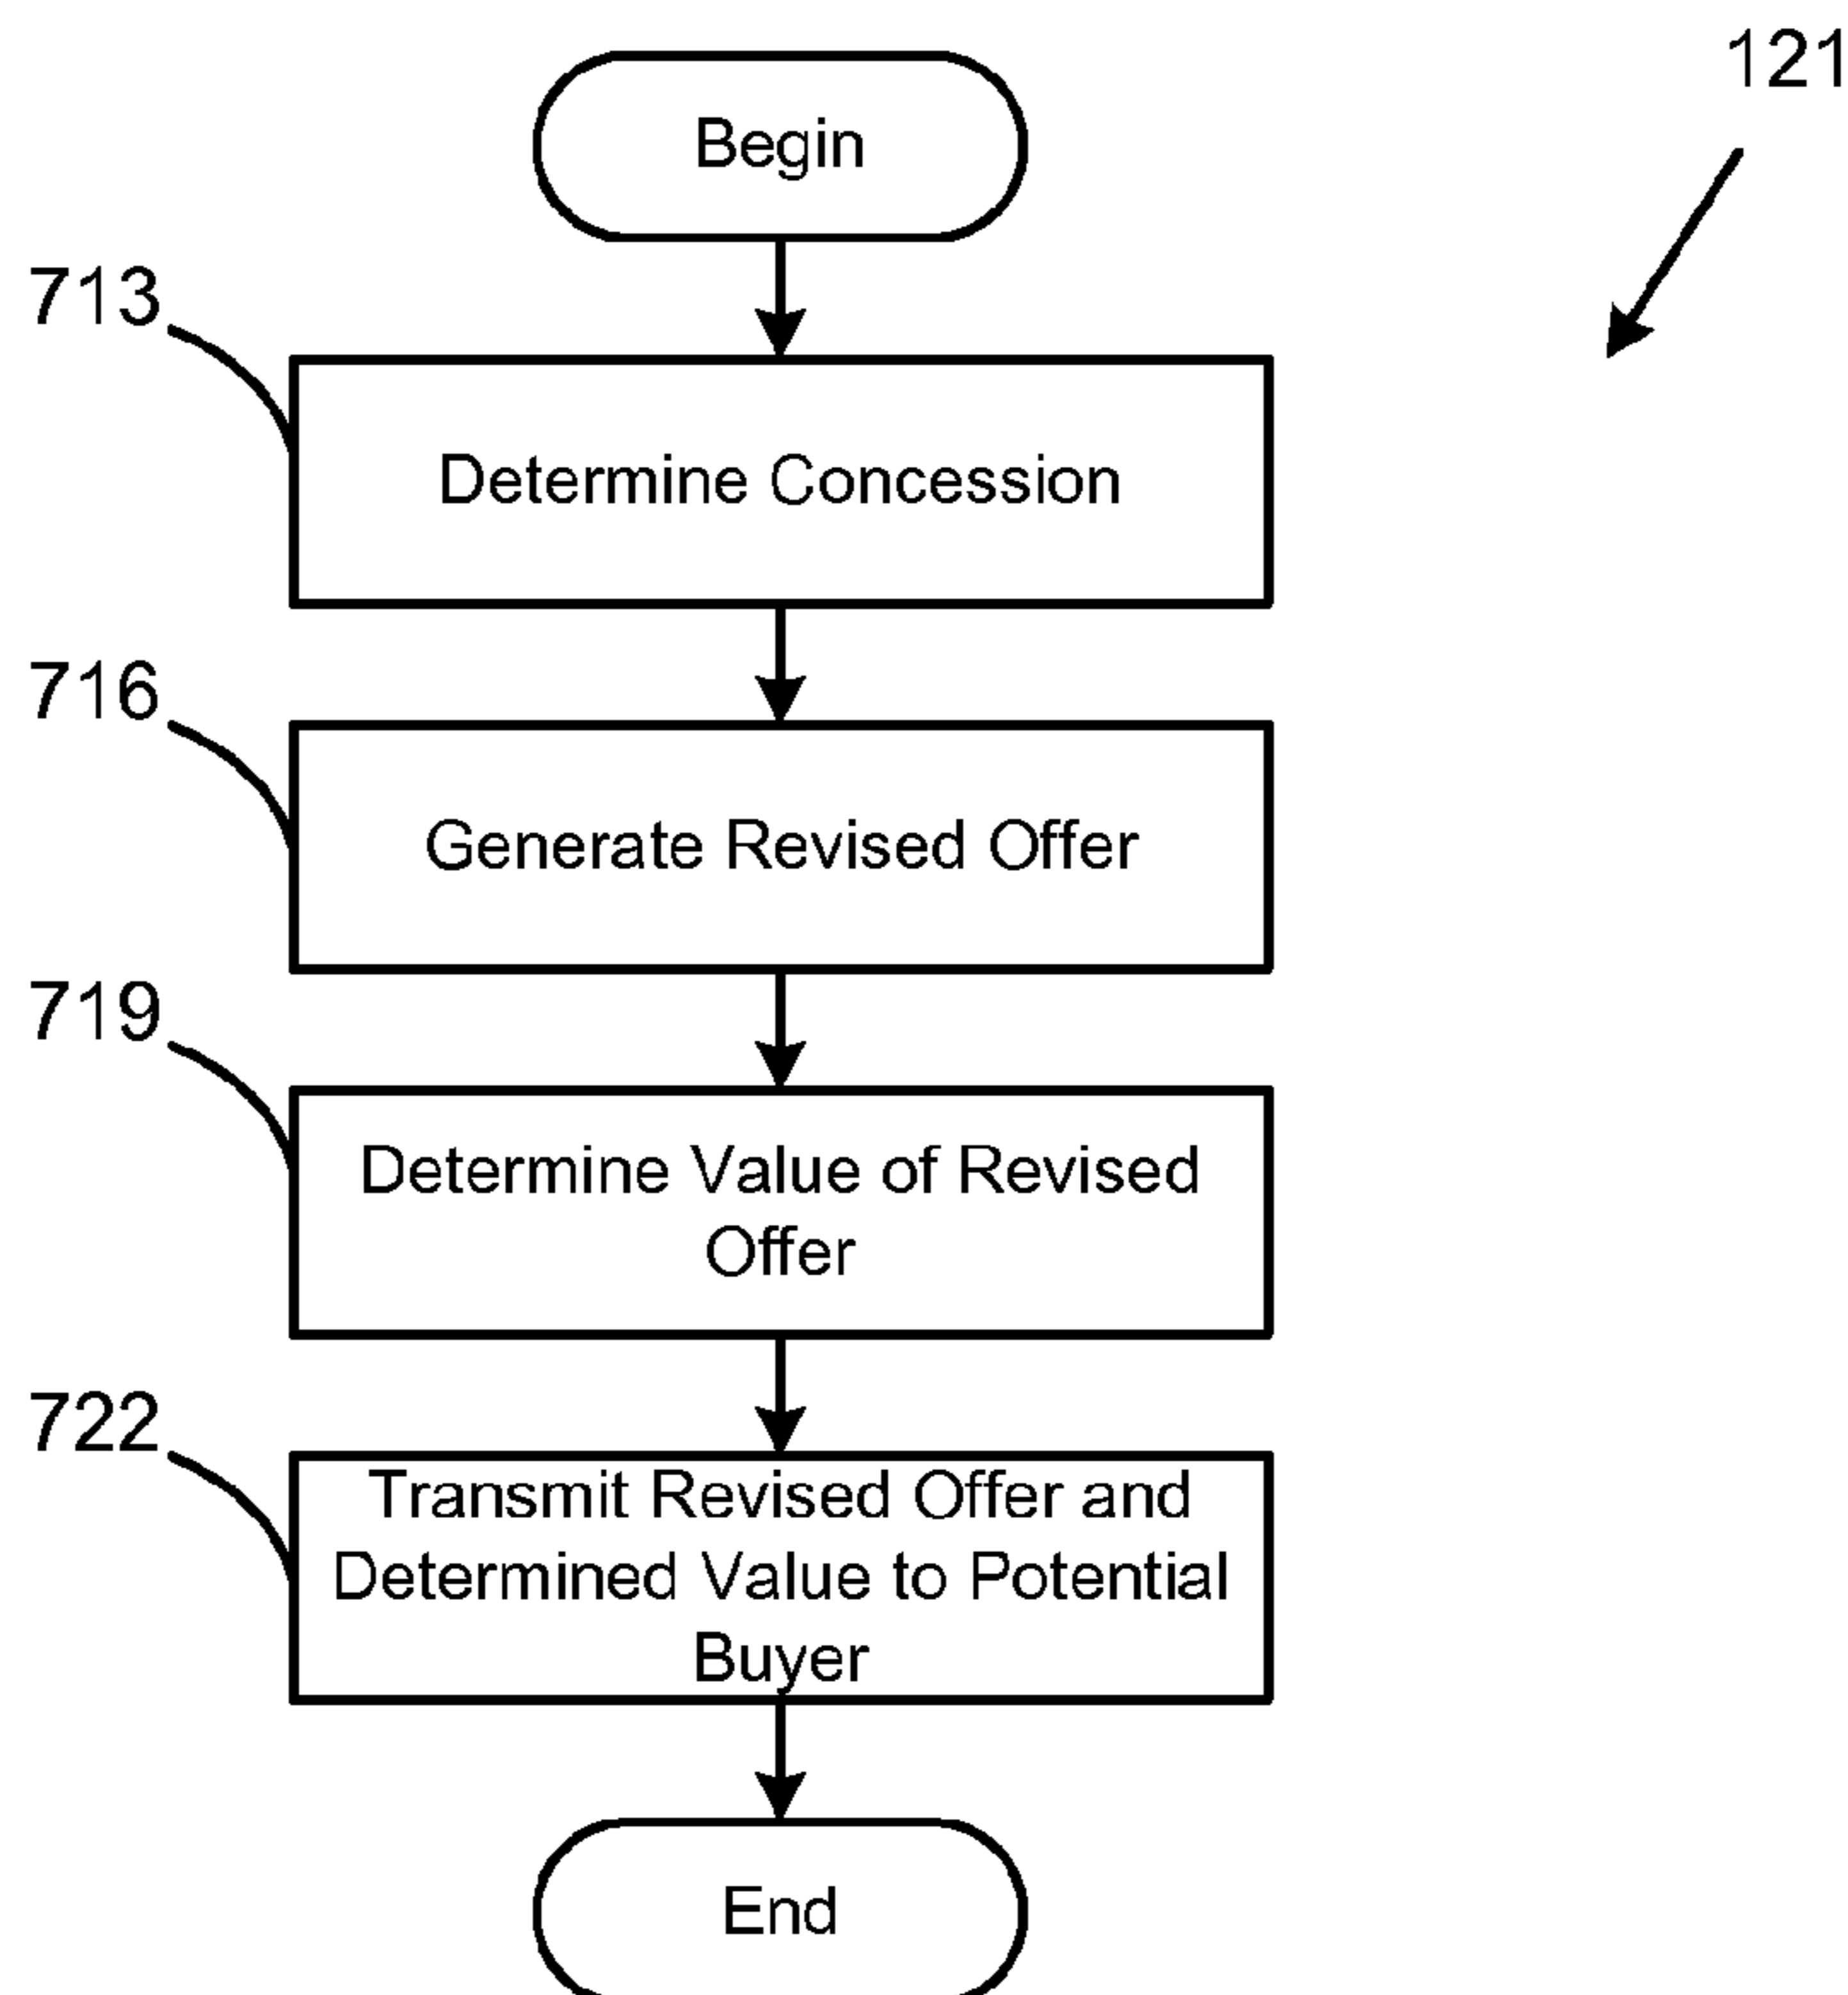 121
Begin
713
Determine Concession
716
Generate Revised Offer
719
Determine Value of Revised
Offer
722
Transmit Revised Offer and
Determined Value to Potential
Buyer
End